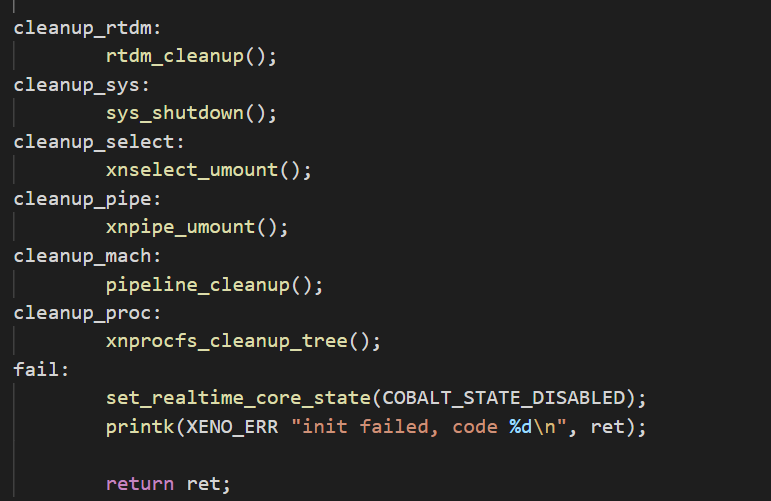 cleanup_rtdm:
        rtdm_cleanup();
cleanup_sys:
        sys_shutdown();
cleanup_select:
        xnselect_umount();
cleanup_pipe:
        xnpipe_umount();
cleanup_mach:
        pipeline_cleanup();
cleanup_proc:
        xnprocfs_cleanup_tree();
fail:
        set_realtime_core_state(COBALT_STATE_DISABLED);
        printk(XENO_ERR "init failed, code %d\n", ret);
        return ret;